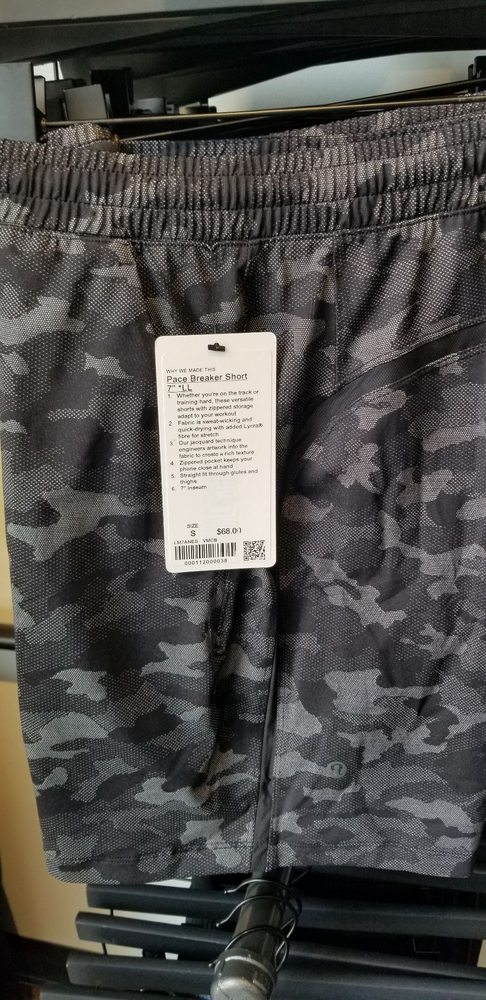 WHY WE MADE THIS
Pace Breaker Short
7" *LL
1. Whether you're on the track or
training hard, these versatile
shorts with zippered storage
adapt to your workout
2. Fabric is sweat-wicking and
quick-drying with added Lycra®
fibre for stretch
3. Our jacquard technique
engineers artwork into the
fabric to create a rich texture
4. Zippered pocket keeps your
phone close at hand
5. Straight fit through glutes and
thighs
6. 7" inseam
SIZE
S $68.00
LM7ANES VMCB
000112000038